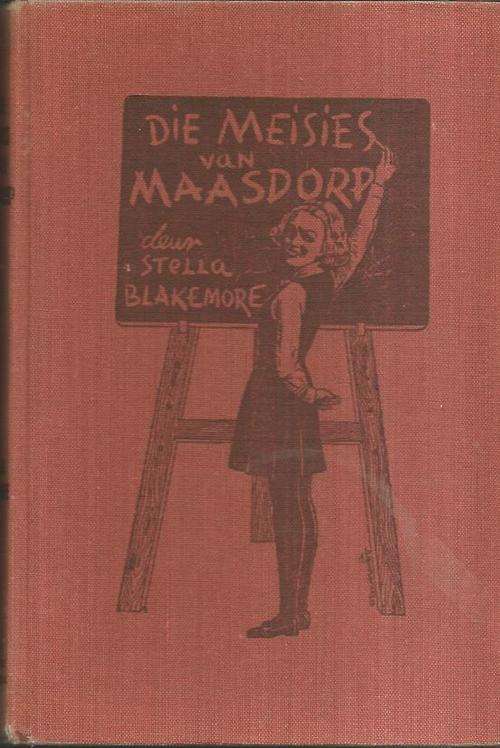 DiE MEiSiES
van
MAASDORP
deur
STELLA
BLAKEMORE